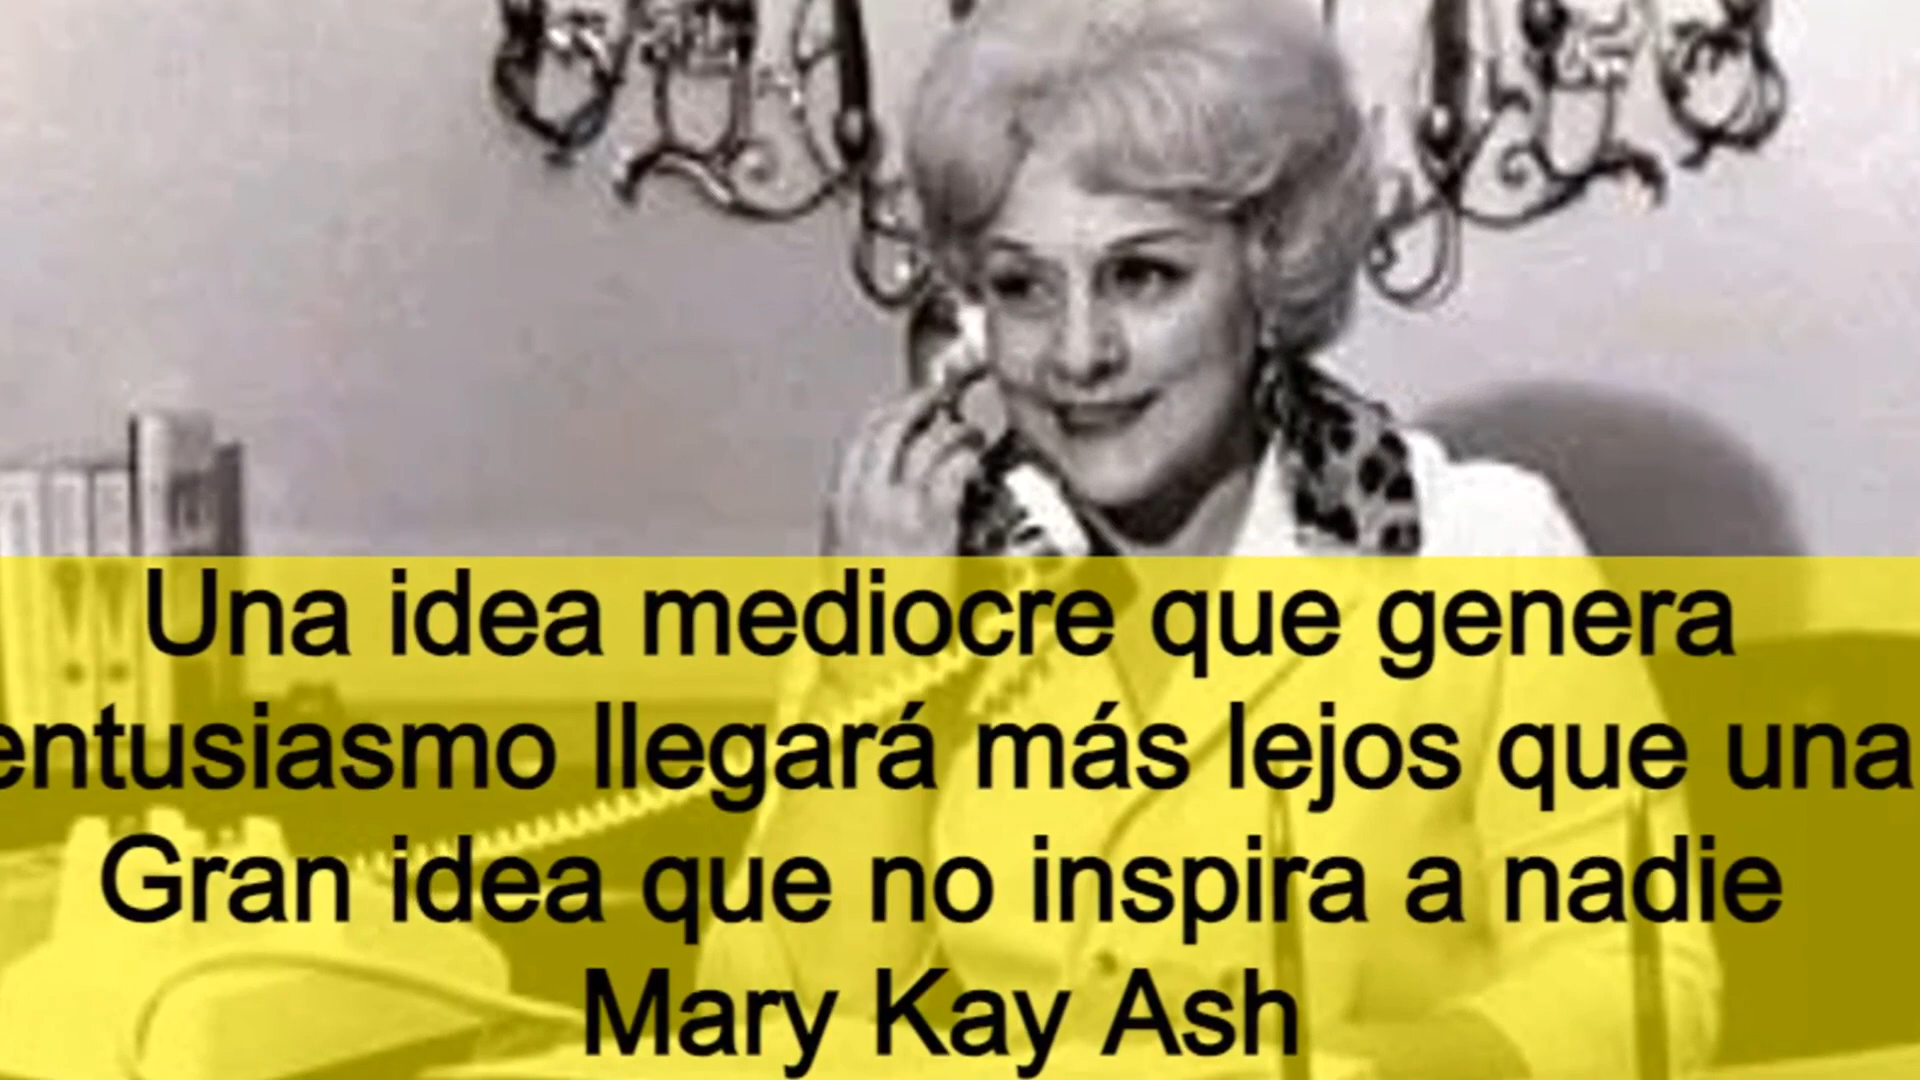 Una idea mediocre que genera
entusiasmo llegará más lejos que una
Gran idea que no inspira a nadie
Mary Kay Ash